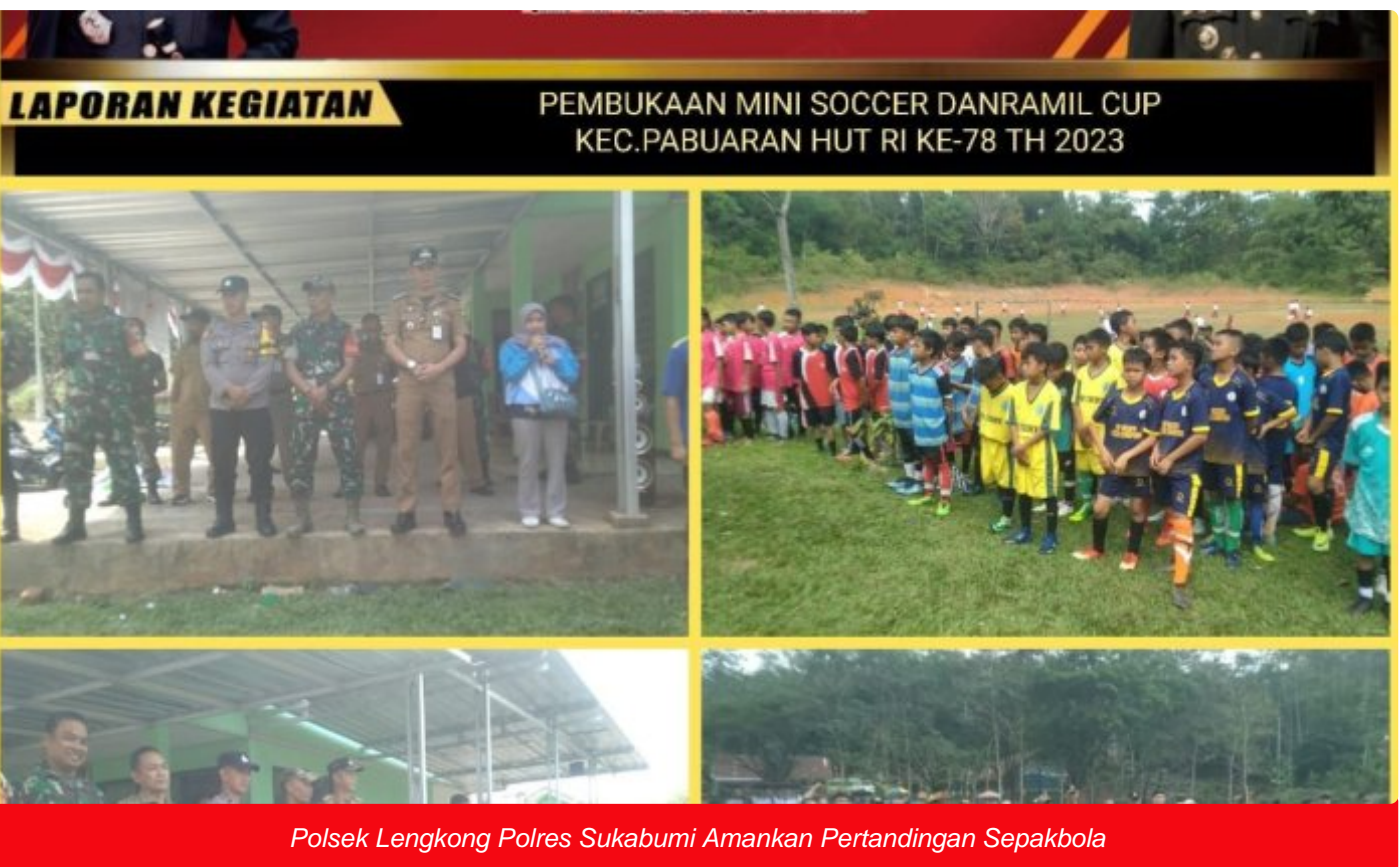 LAPORAN KEGIATAN
PEMBUKAAN MINI SOCCER DANRAMIL CUP
KEC.PABUARAN HUT RI KE-78 TH 2023
Polsek Lengkong Polres Sukabumi Amankan Pertandingan Sepakbola